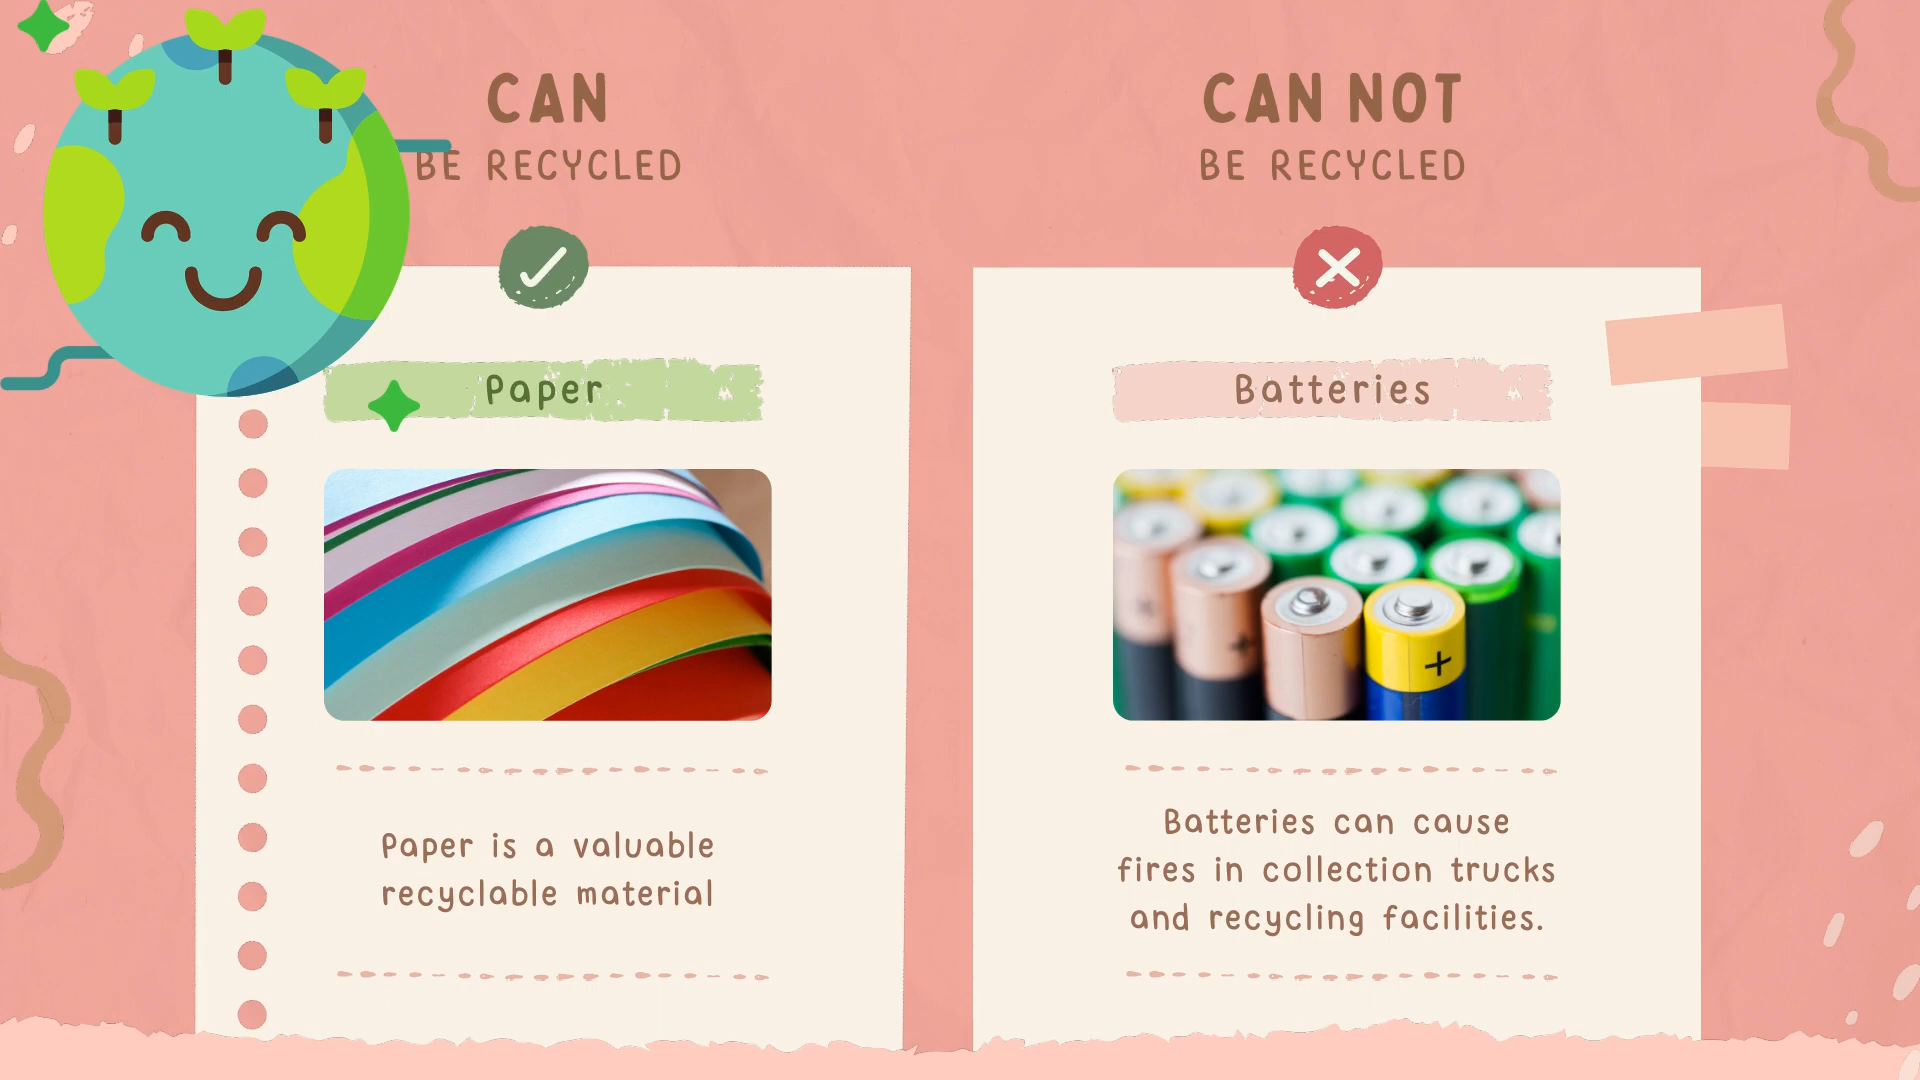 CAN
BE RECYCLED
Paper
Paper is a valuable
recyclable material
CAN NOT
BE RECYCLED
Batteries
Batteries can cause
fires in collection trucks
and recycling facilities.